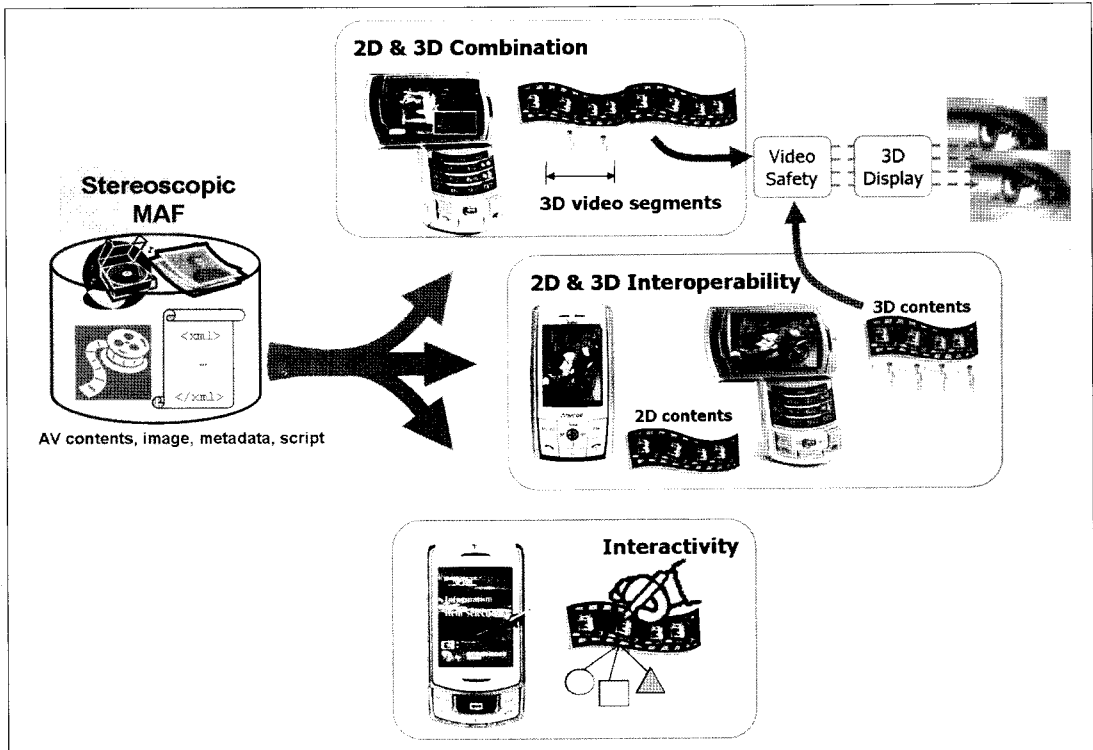 2D & 3D Combination
3D video segments
Video
Safety
3D
Display
Stereoscopic
MAF
<xml>
...
</xml>
AV contents, image, metadata, script
2D & 3D Interoperability
3D contents
2D contents
Interactivity
Information